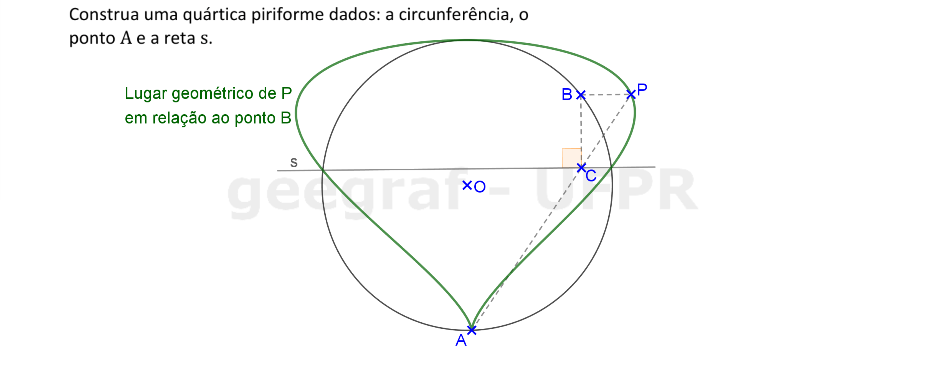 Construa uma quártica piriforme dados: a circunferência, o
ponto A e a reta s.
Lugar geométrico de P
em relação ao ponto B
B
P
s
C
geegraf - UFPR
O
A